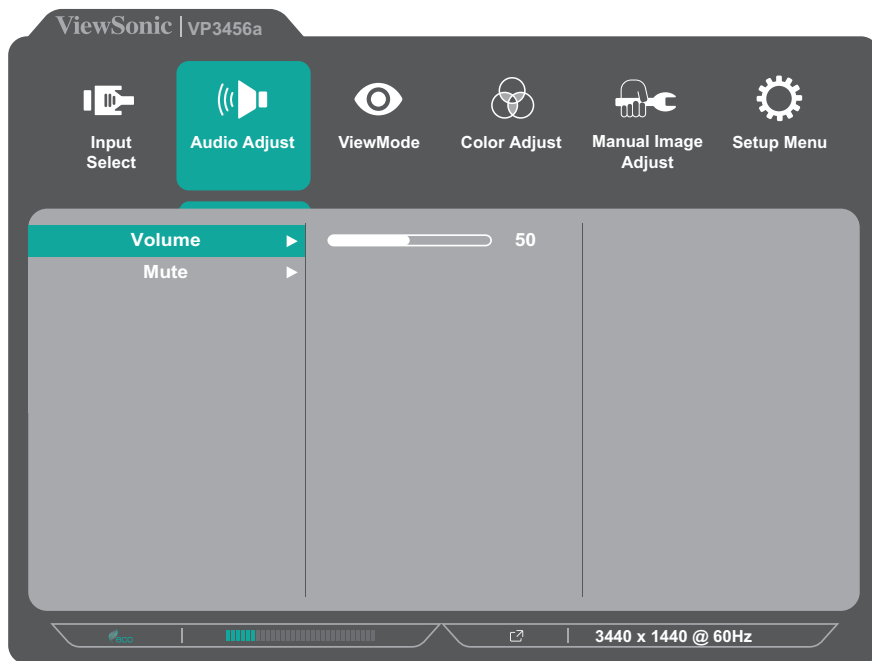 ViewSonic | VP3456a
Input Select
Audio Adjust
ViewMode
Color Adjust
Manual Image Adjust
Setup Menu
Volume
50
Mute
eco
3440 x 1440 @ 60Hz